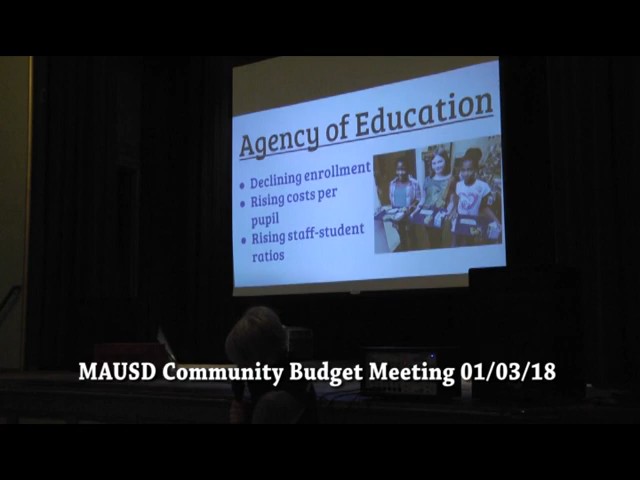 Agency of Education
• Declining enrollment
• Rising costs per
pupil
• Rising staff-student
ratios
MAUSD Community Budget Meeting 01/03/18